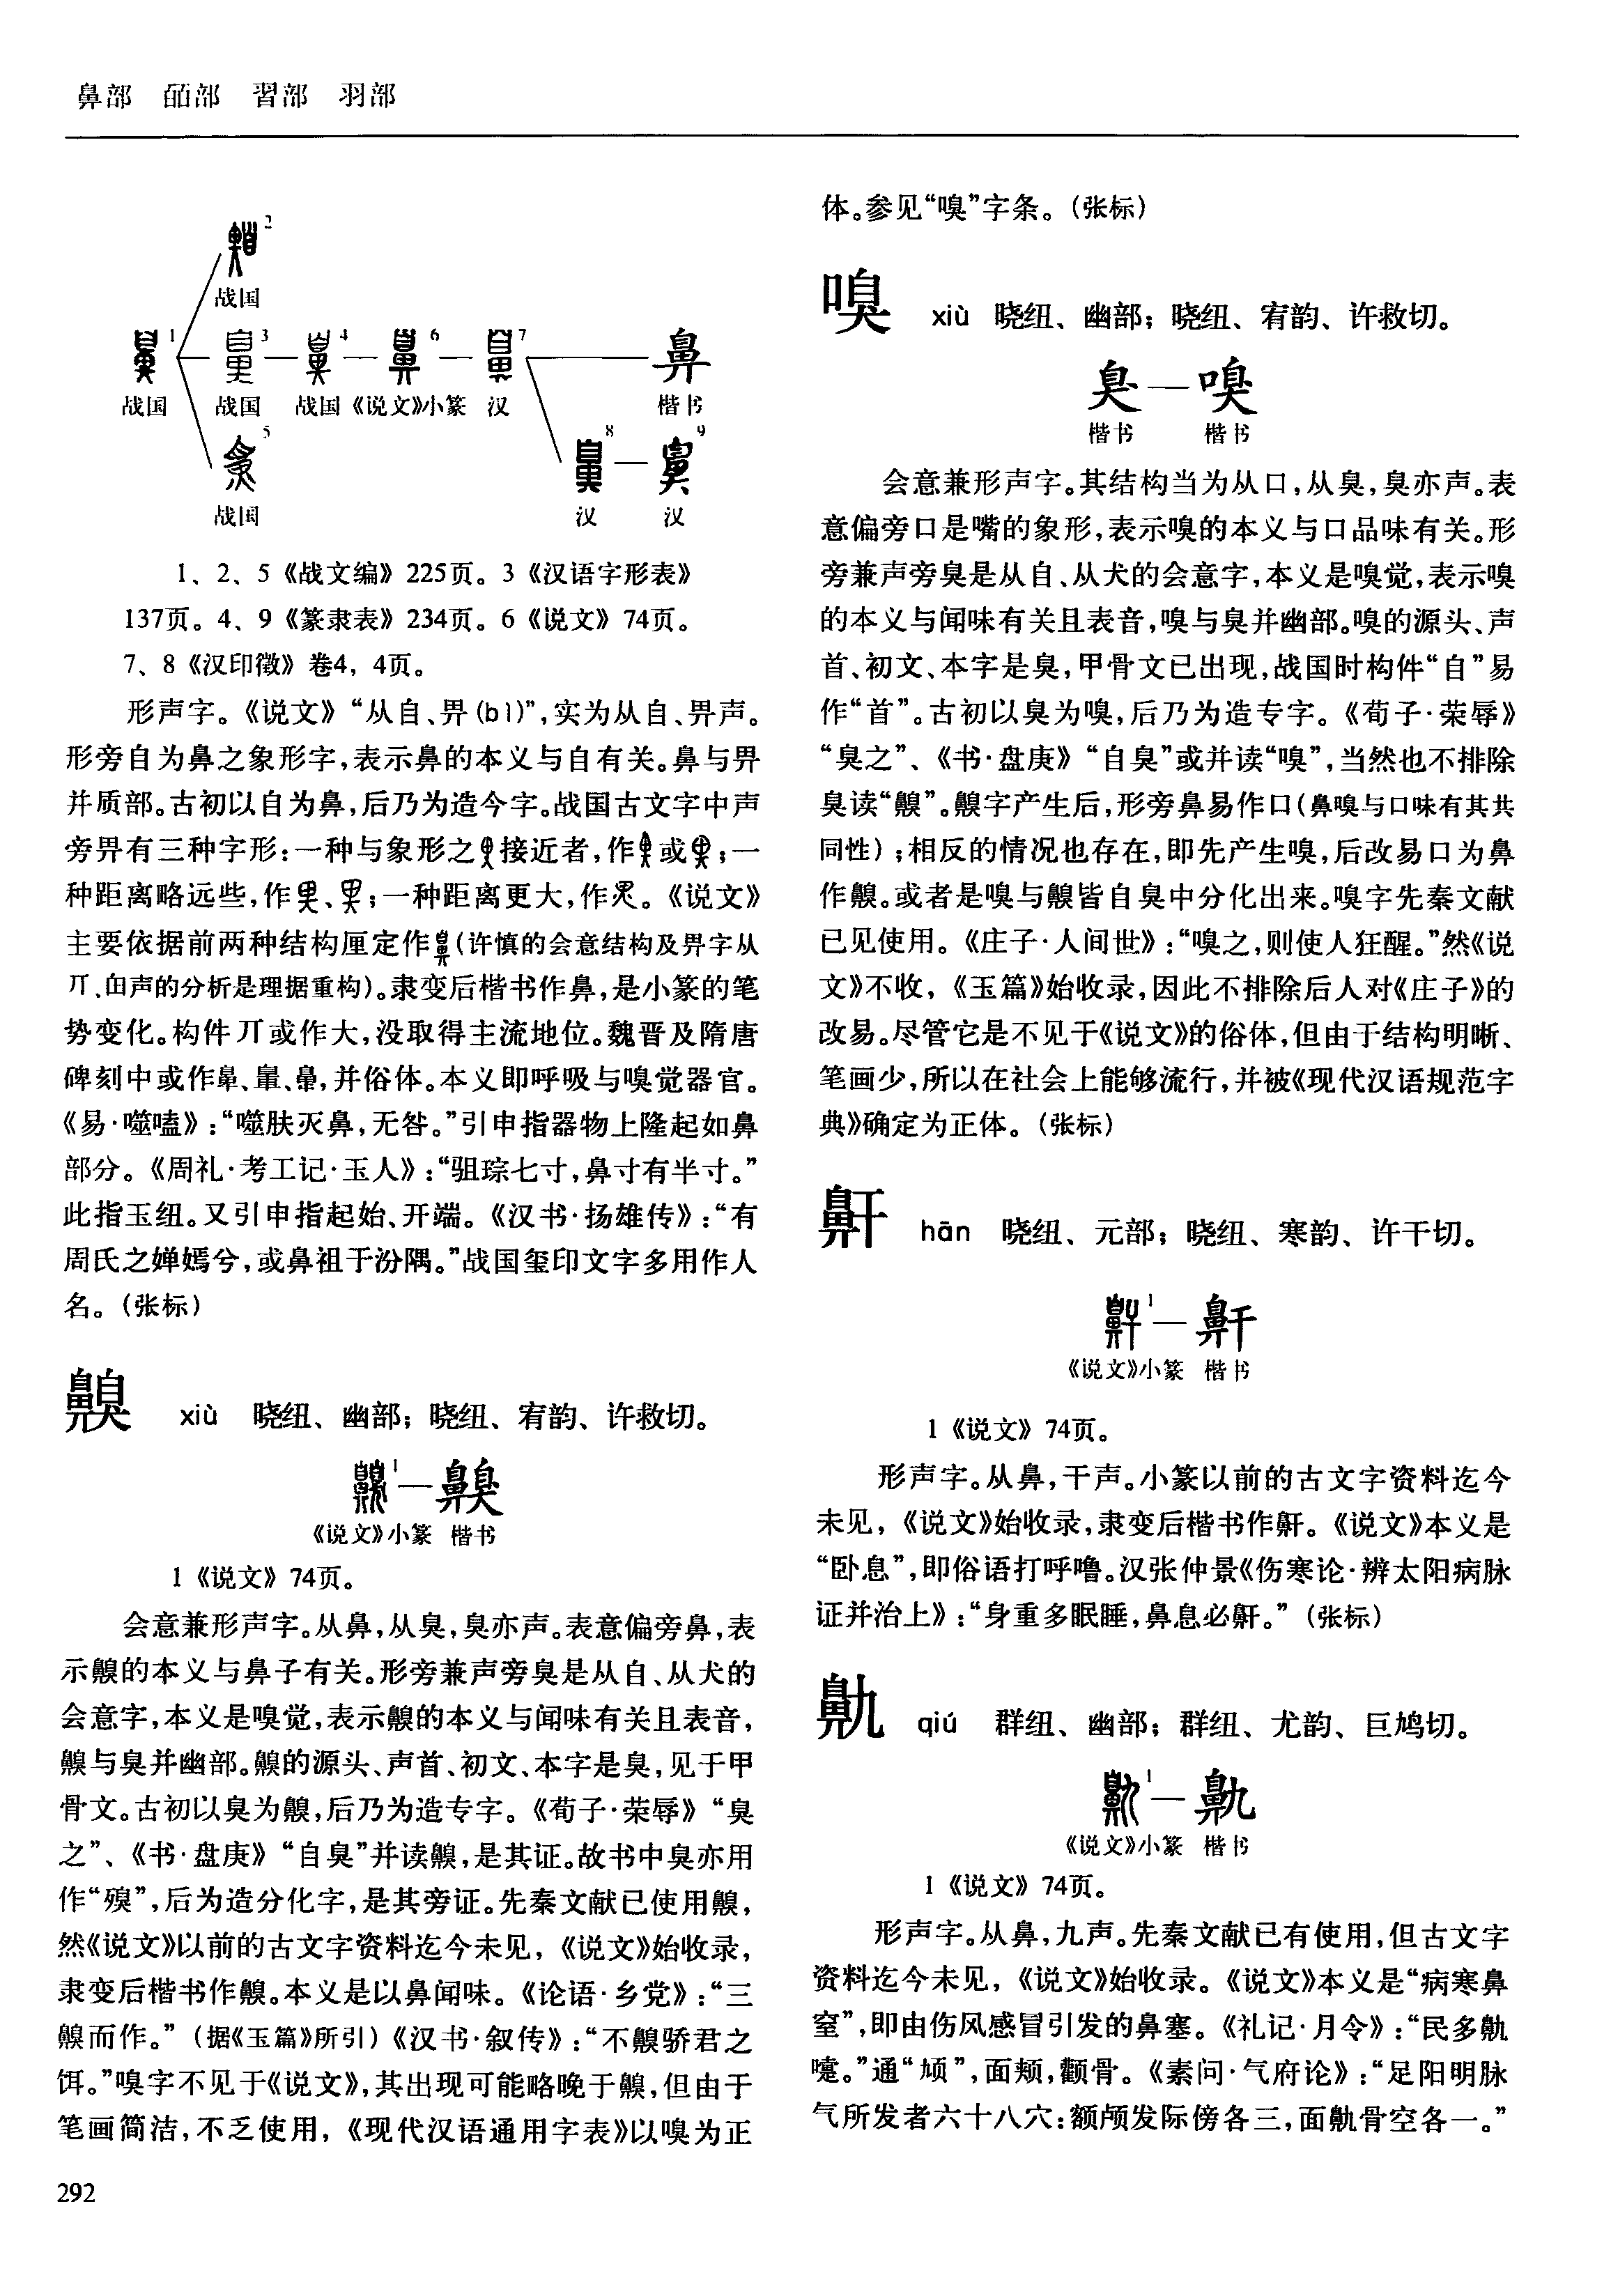 鼻部　皕部　習部　羽部
2
战国
1 3 4 6 7 鼻
战国 战国 战国 《说文》小篆 汉 楷书
5 8 9
战国 汉 汉
1、2、5《战文编》225页。3《汉语字形表》
137页。4、9《篆隶表》234页。6《说文》74页。
7、8《汉印徵》卷4，4页。
形声字。《说文》“从自、畀(bì)”,实为从自、畀声。
形旁自为鼻之象形字,表示鼻的本义与自有关。鼻与畀
并质部。古初以自为鼻,后乃为造今字。战国古文字中声
旁畀有三种字形:一种与象形之接近者,作或;一
种距离略远些,作、;一种距离更大,作。《说文》
主要依据前两种结构厘定作(许慎的会意结构及畀字从
丌、甶声的分析是理据重构)。隶变后楷书作鼻,是小篆的笔
势变化。构件丌或作大,没取得主流地位。魏晋及隋唐
碑刻中或作、、,并俗体。本义即呼吸与嗅觉器官。
《易·噬嗑》:“噬肤灭鼻,无咎。”引申指器物上隆起如鼻
部分。《周礼·考工记·玉人》:“驵琮七寸,鼻寸有半寸。”
此指玉纽。又引申指起始、开端。《汉书·扬雄传》:“有
周氏之婵嫣兮,或鼻祖于汾隅。”战国玺印文字多用作人
名。(张标)
齅 xiù 晓纽、幽部；晓纽、宥韵、许救切。
1—齅
《说文》小篆 楷书
1《说文》74页。
会意兼形声字。从鼻,从臭,臭亦声。表意偏旁鼻,表
示齅的本义与鼻子有关。形旁兼声旁臭是从自、从犬的
会意字,本义是嗅觉,表示齅的本义与闻味有关且表音,
齅与臭并幽部。齅的源头、声首、初文、本字是臭,见于甲
骨文。古初以臭为齅,后乃为造专字。《荀子·荣辱》“臭
之”、《书·盘庚》“自臭”并读齅,是其证。故书中臭亦用
作“殠”,后为造分化字,是其旁证。先秦文献已使用齅,
然《说文》以前的古文字资料迄今未见,《说文》始收录,
隶变后楷书作齅。本义是以鼻闻味。《论语·乡党》:“三
齅而作。”(据《玉篇》所引)《汉书·叙传》:“不齅骄君之
饵。”嗅字不见于《说文》,其出现可能略晚于齅,但由于
笔画简洁,不乏使用,《现代汉语通用字表》以嗅为正
292
体。参见“嗅”字条。(张标)
嗅 xiù 晓纽、幽部；晓纽、宥韵、许救切。
臭—嗅
楷书 楷书
会意兼形声字。其结构当为从口,从臭,臭亦声。表
意偏旁口是嘴的象形,表示嗅的本义与口品味有关。形
旁兼声旁臭是从自、从犬的会意字,本义是嗅觉,表示嗅
的本义与闻味有关且表音,嗅与臭并幽部。嗅的源头、声
首、初文、本字是臭,甲骨文已出现,战国时构件“自”易
作“首”。古初以臭为嗅,后乃为造专字。《荀子·荣辱》
“臭之”、《书·盘庚》“自臭”或并读“嗅”,当然也不排除
臭读“齅”。齅字产生后,形旁鼻易作口(鼻嗅与口味有其共
同性);相反的情况也存在,即先产生嗅,后改易口为鼻
作齅。或者是嗅与齅皆自臭中分化出来。嗅字先秦文献
已见使用。《庄子·人间世》:“嗅之,则使人狂酲。”然《说
文》不收,《玉篇》始收录,因此不排除后人对《庄子》的
改易。尽管它是不见于《说文》的俗体,但由于结构明晰、
笔画少,所以在社会上能够流行,并被《现代汉语规范字
典》确定为正体。(张标)
鼾 hān 晓纽、元部；晓纽、寒韵、许干切。
1—鼾
《说文》小篆 楷书
1《说文》74页。
形声字。从鼻,干声。小篆以前的古文字资料迄今
未见,《说文》始收录,隶变后楷书作鼾。《说文》本义是
“卧息”,即俗语打呼噜。汉张仲景《伤寒论·辨太阳病脉
证并治上》:“身重多眠睡,鼻息必鼾。”(张标)
鼽 qiú 群纽、幽部；群纽、尤韵、巨鸠切。
1—鼽
《说文》小篆 楷书
1《说文》74页。
形声字。从鼻,九声。先秦文献已有使用,但古文字
资料迄今未见,《说文》始收录。《说文》本义是“病寒鼻
窒”,即由伤风感冒引发的鼻塞。《礼记·月令》:“民多鼽
嚏。”通“頄”,面颊,颧骨。《素问·气府论》:“足阳明脉
气所发者六十八穴:额颅发际傍各三,面鼽骨空各一。”